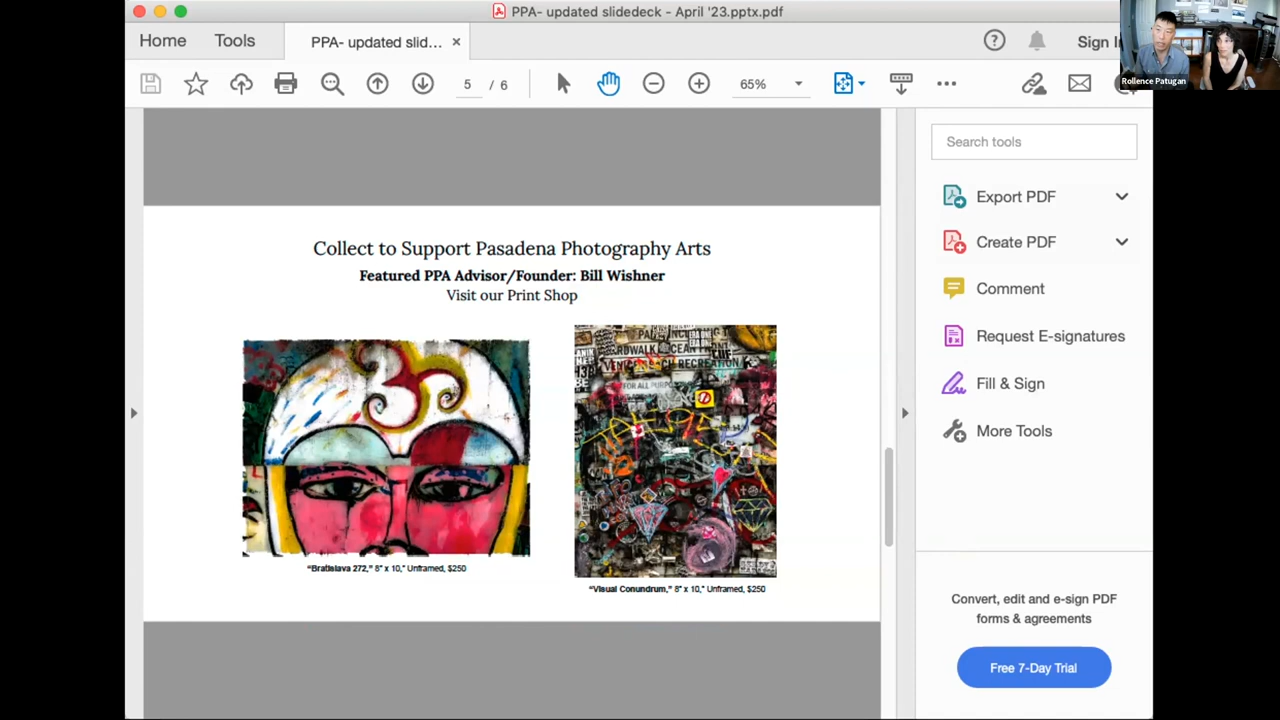 PPA- updated slidedeck - April '23.pptx.pdf
Home
Tools
PPA- updated slid...
Sign In
5 / 6
65%
Rollence Patugan
Search tools
Export PDF
Create PDF
Comment
Request E-signatures
Fill & Sign
More Tools
Convert, edit and e-sign PDF
forms & agreements
Free 7-Day Trial
Collect to Support Pasadena Photography Arts
Featured PPA Advisor/Founder: Bill Wishner
Visit our Print Shop
FOR ALL
"Bratislava 272," 8" x 10," Unframed, $250
"Visual Conundrum," 8" x 10," Unframed, $250